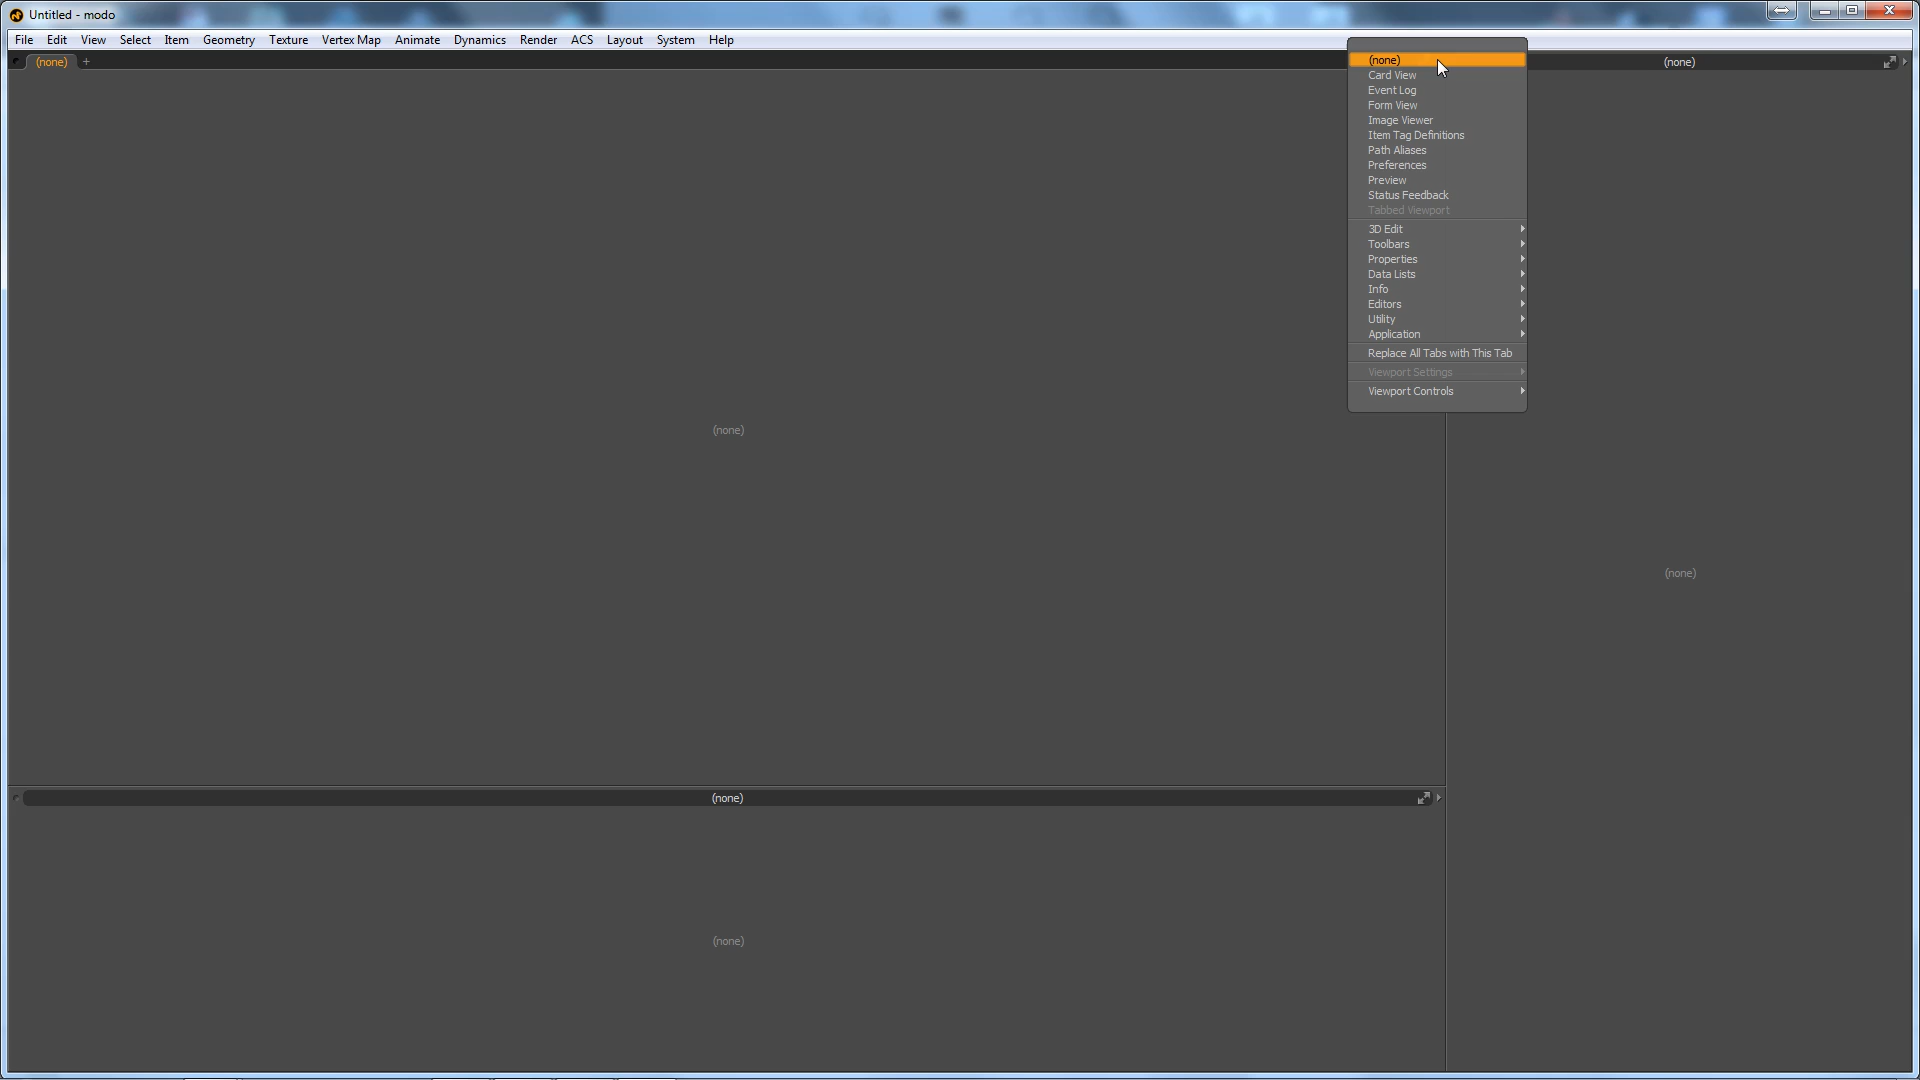 Untitled - modo
File Edit View Select Item Geometry Texture Vertex Map Animate Dynamics Render ACS Layout System Help
(none) +
(none)
(none)
Card View
Event Log
Form View
Image Viewer
Item Tag Definitions
Path Aliases
Preferences
Preview
Status Feedback
Tabbed Viewport
3D Edit
Toolbars
Properties
Data Lists
Info
Editors
Utility
Application
Replace All Tabs with This Tab
Viewport Settings
Viewport Controls
(none)
(none)
(none)
(none)